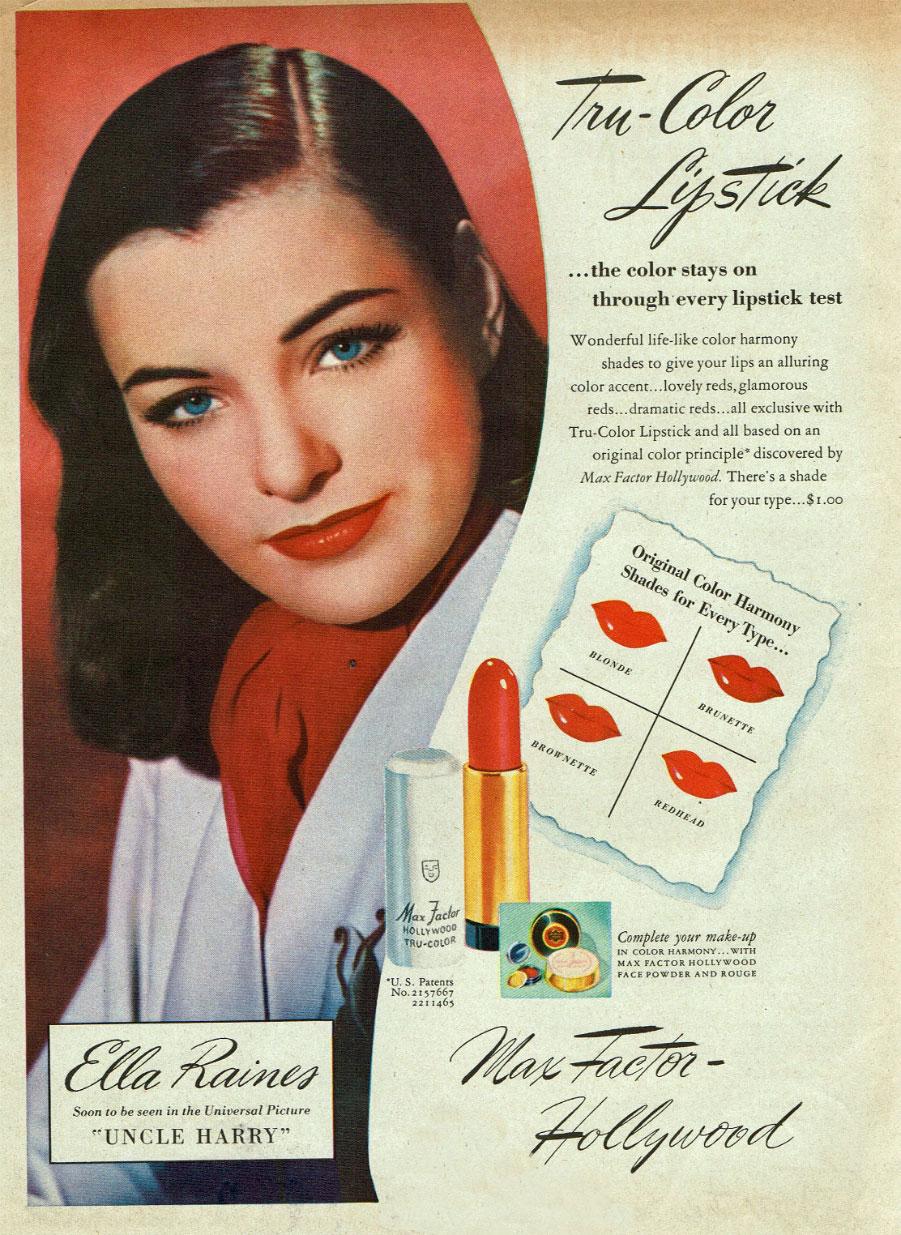 Tru-Color
Lipstick
...the color stays on
through every lipstick test
Wonderful life-like color harmony
shades to give your lips an alluring
color accent...lovely reds, glamorous
reds...dramatic reds...all exclusive with
Tru-Color Lipstick and all based on an
original color principle* discovered by
Max Factor Hollywood. There's a shade
for your type...$1.00
Original Color Harmony
Shades for Every Type...
BLONDE
BRUNETTE
BROWNETTE
REDHEAD
Max Factor
HOLLYWOOD
TRU-COLOR
*U. S. Patents
No. 2157667
2211465
Complete your make-up
IN COLOR HARMONY...WITH
MAX FACTOR HOLLYWOOD
FACE POWDER AND ROUGE
Ella Raines
Soon to be seen in the Universal Picture
"UNCLE HARRY"
Max Factor-
Hollywood